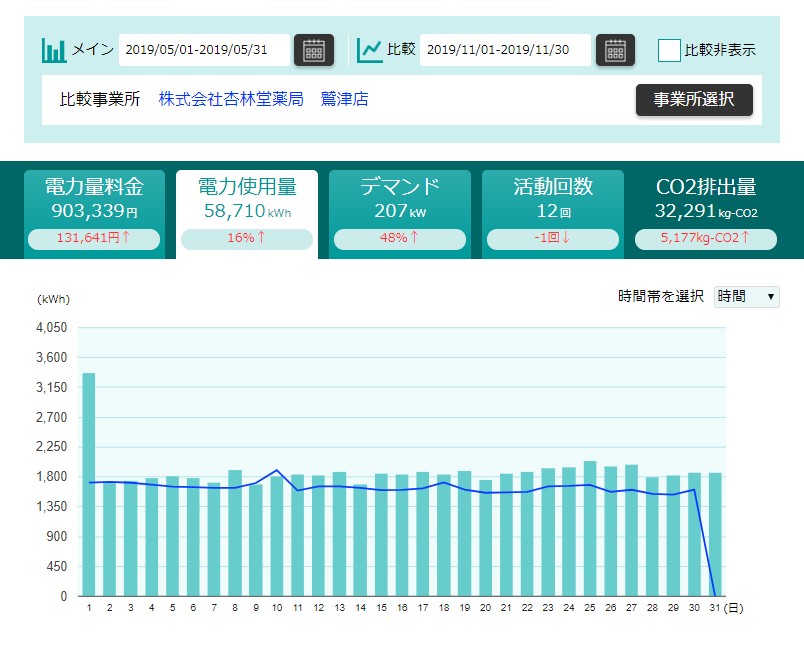 メイン 2019/05/01-2019/05/31 比較 2019/11/01-2019/11/30 比較非表示
比較事業所 株式会社杏林堂薬局 鷲津店 事業所選択
電力量料金 電力使用量 デマンド 活動回数 CO2排出量
903,339円 58,710kWh 207kW 12回 32,291kg-CO2
131,641円↑ 16%↑ 48%↑ -1回↓ 5,177kg-CO2↑
(kWh) 時間帯を選択 時間 ▼
4,050
3,600
3,150
2,700
2,250
1,800
1,350
900
450
0
1 2 3 4 5 6 7 8 9 10 11 12 13 14 15 16 17 18 19 20 21 22 23 24 25 26 27 28 29 30 31 (日)